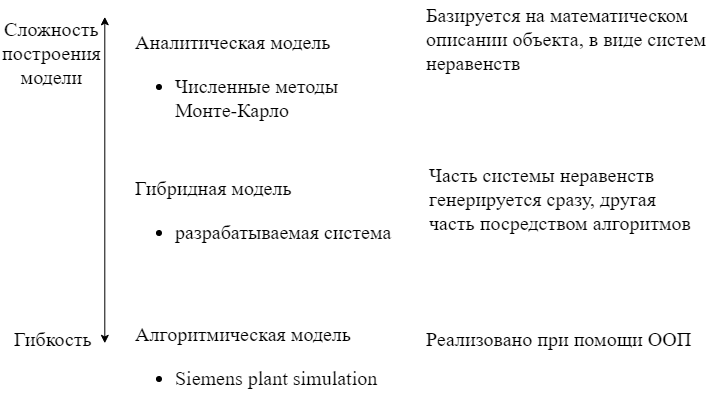 Сложность
построения
модели
Аналитическая модель
• Численные методы
Монте-Карло
Базируется на математическом
описании объекта, в виде систем
неравенств
Гибридная модель
• разрабатываемая система
Часть системы неравенств
генерируется сразу, другая
часть посредством алгоритмов
Гибкость
Алгоритмическая модель
• Siemens plant simulation
Реализовано при помощи ООП